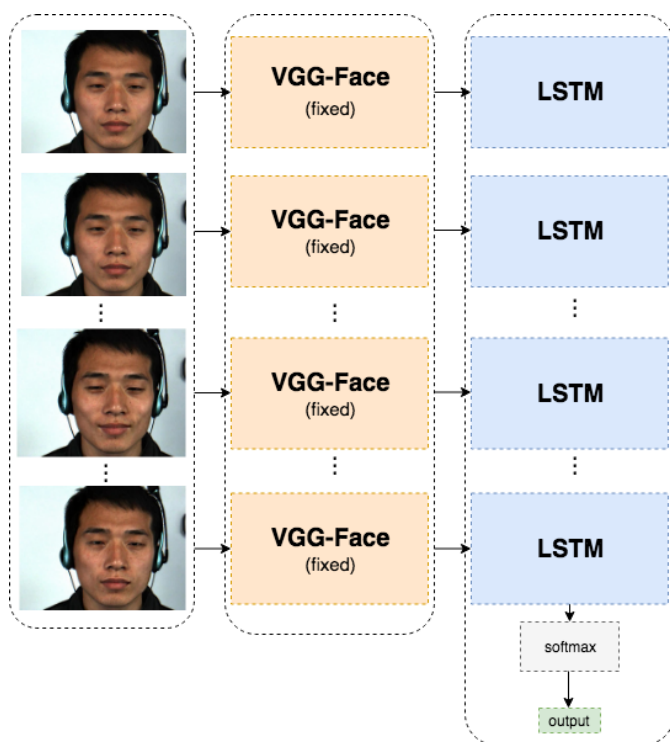 VGG-Face
(fixed)
LSTM
VGG-Face
(fixed)
LSTM
⋮ ⋮ ⋮
VGG-Face
(fixed)
LSTM
⋮ ⋮ ⋮
VGG-Face
(fixed)
LSTM
softmax
output